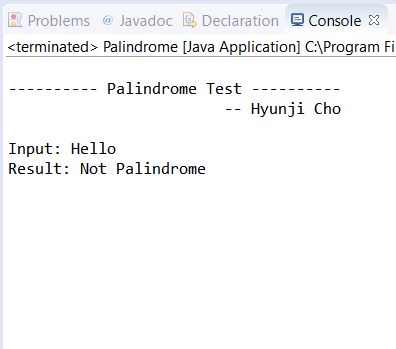 Problems @ Javadoc Declaration Console
<terminated> Palindrome [Java Application] C:\Program Fi
---------- Palindrome Test ----------
-- Hyunji Cho
Input: Hello
Result: Not Palindrome